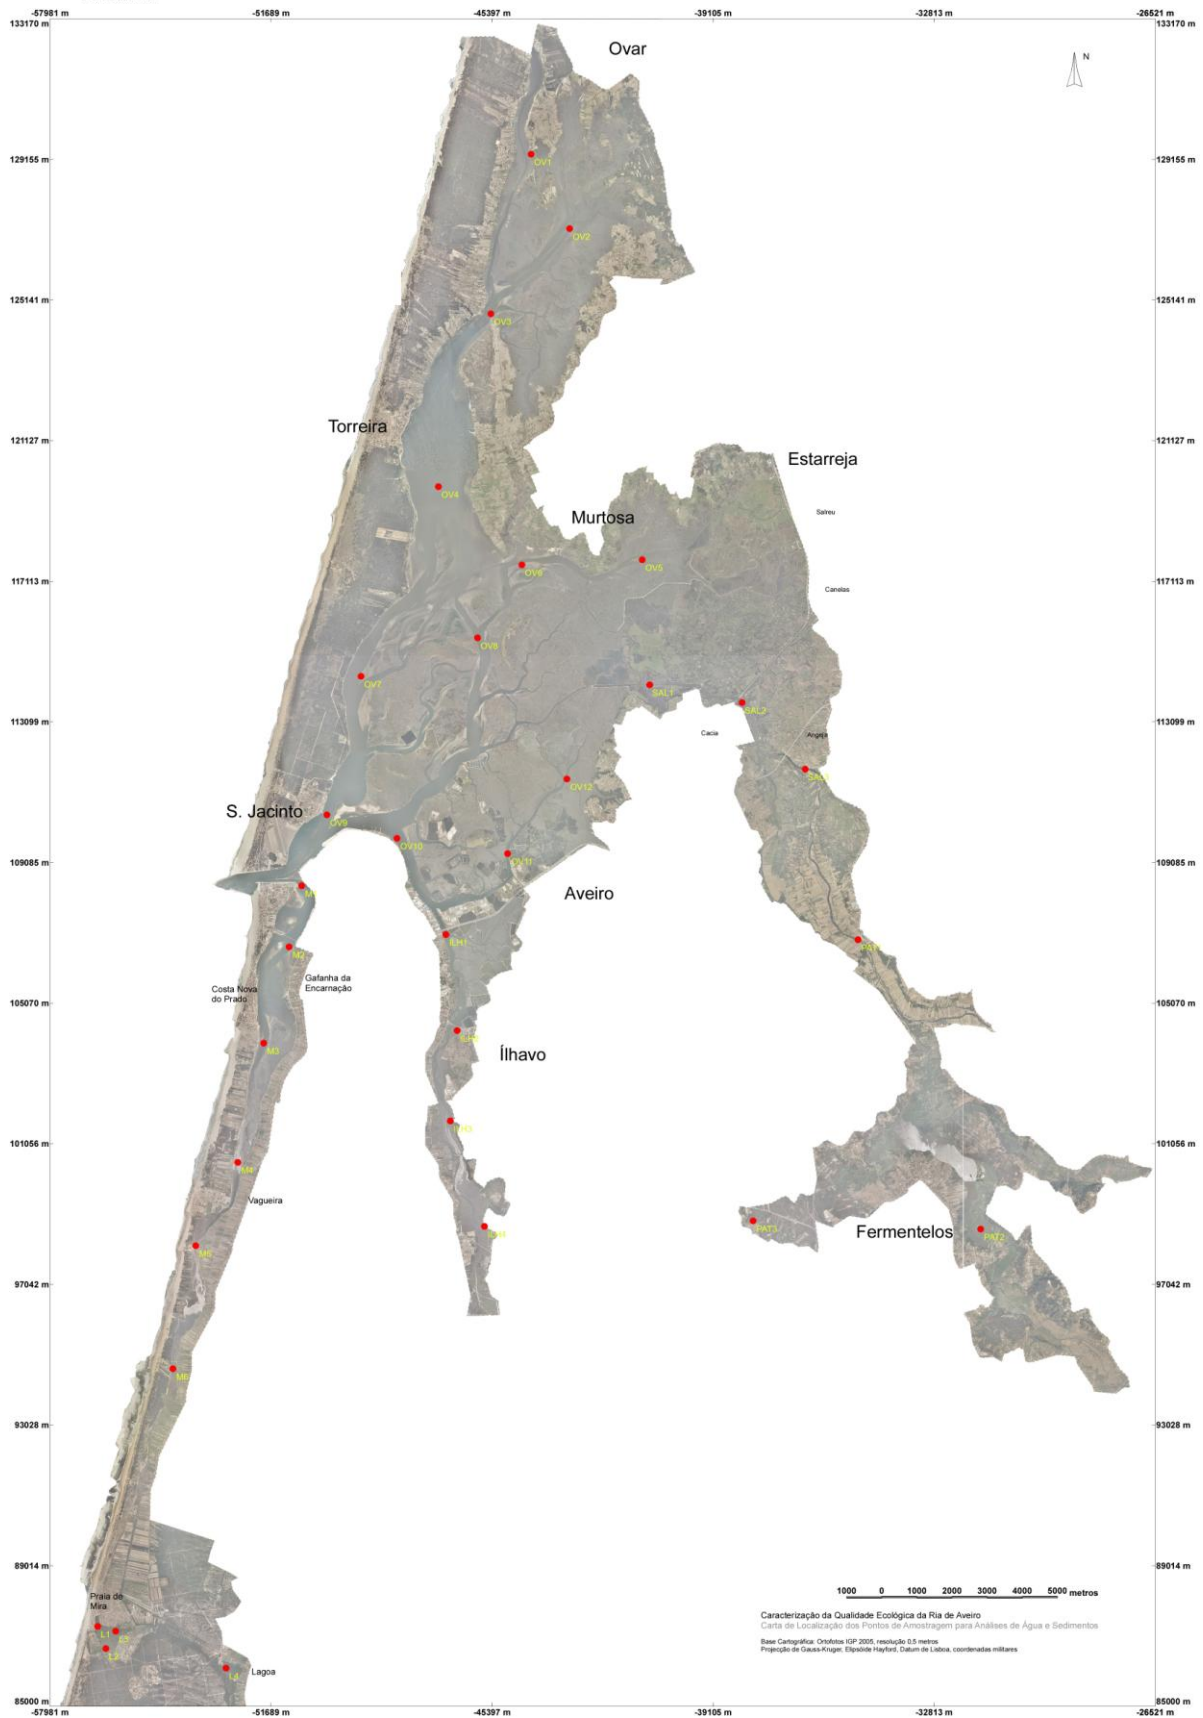 -57981 m
-51689 m
-45397 m
-39105 m
-32813 m
-26521 m
133170 m
133170 m
Ovar
N
129155 m
OV1
129155 m
OV2
125141 m
OV3
125141 m
Torreira
121127 m
121127 m
Estarreja
OV4
Murtosa
Salreu
OV6
OV5
117113 m
117113 m
Canelas
OV8
OV7
SAL1
SAL2
113099 m
113099 m
Cacia
Angeja
OV12
S. Jacinto
OV9
OV10
OV11
109085 m
109085 m
Aveiro
ILH1
M2
Gafanha da
Encarnação
Costa Nova
do Prado
105070 m
105070 m
M3
Ílhavo
101056 m
101056 m
M4
Vagueira
Fermentelos
PAT3
PAT2
97042 m
97042 m
93028 m
93028 m
89014 m
89014 m
Praia de
Mira
L1
L2
Lagoa
1000 0 1000 2000 3000 4000 5000 metros
Caracterização da Qualidade Ecológica da Ria de Aveiro
Carta de Localização dos Pontos de Amostragem para Análises de Água e Sedimentos
Base Cartográfica: Ortofotos IGP 2005, resolução 0,5 metros
Projecção de Gauss-Kruger, Elipsóide Hayford, Datum de Lisboa, coordenadas militares
85000 m
85000 m
-57981 m
-51689 m
-45397 m
-39105 m
-32813 m
-26521 m